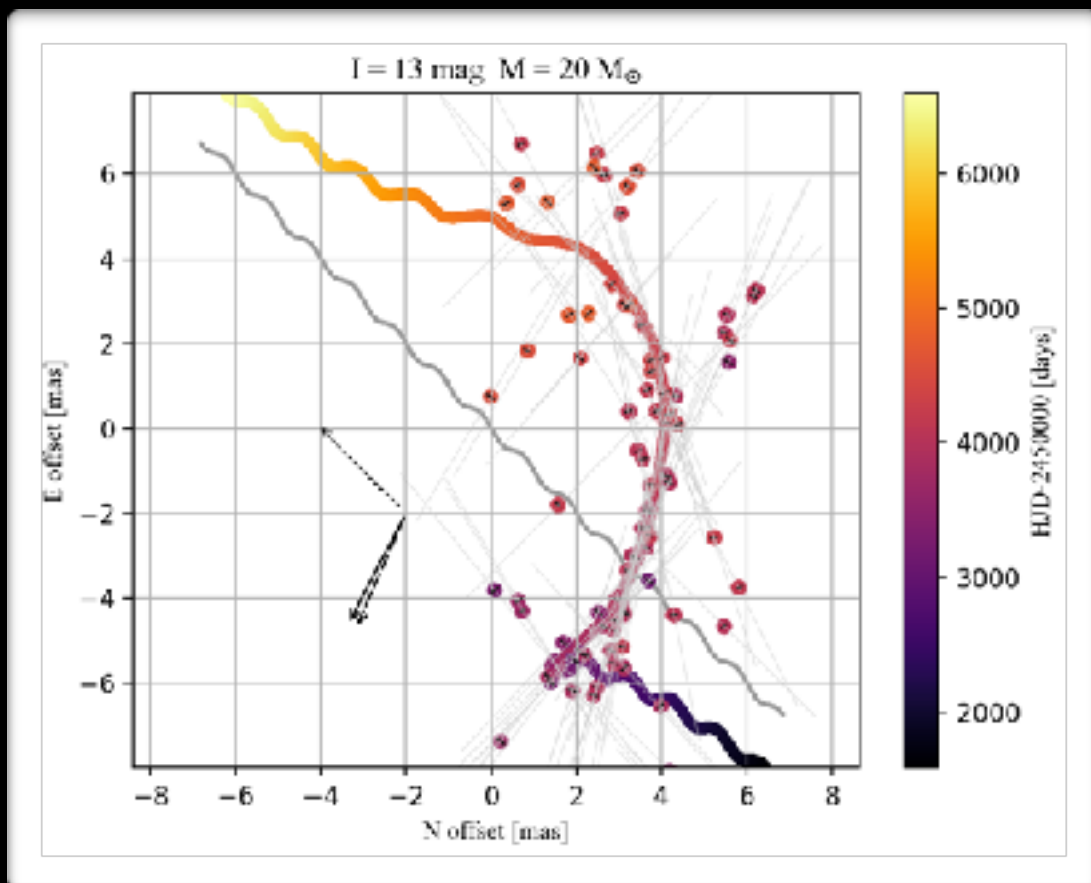 I = 13 mag M = 20 M⊙
6
4
2
0
−2
−4
−6
E offset [mas]
−8 −6 −4 −2 0 2 4 6 8
N offset [mas]
6000
5000
4000
3000
2000
HJD-2450000 [days]